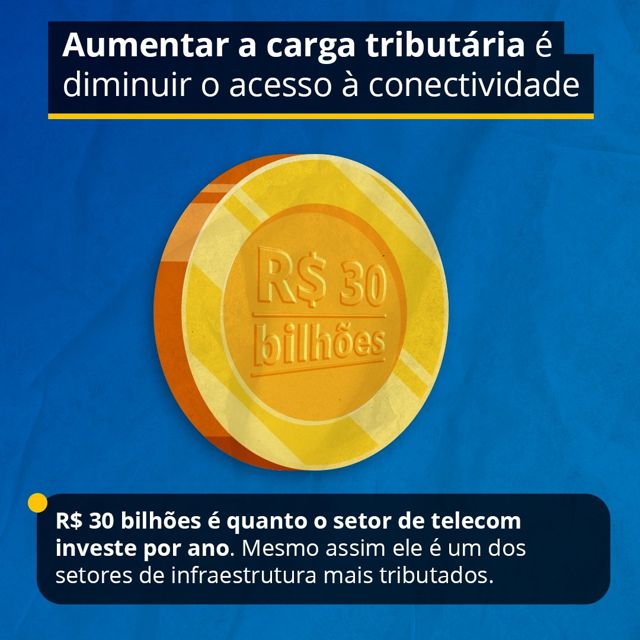 Aumentar a carga tributária é
diminuir o acesso à conectividade
R$ 30
bilhões
R$ 30 bilhões é quanto o setor de telecom
investe por ano. Mesmo assim ele é um dos
setores de infraestrutura mais tributados.